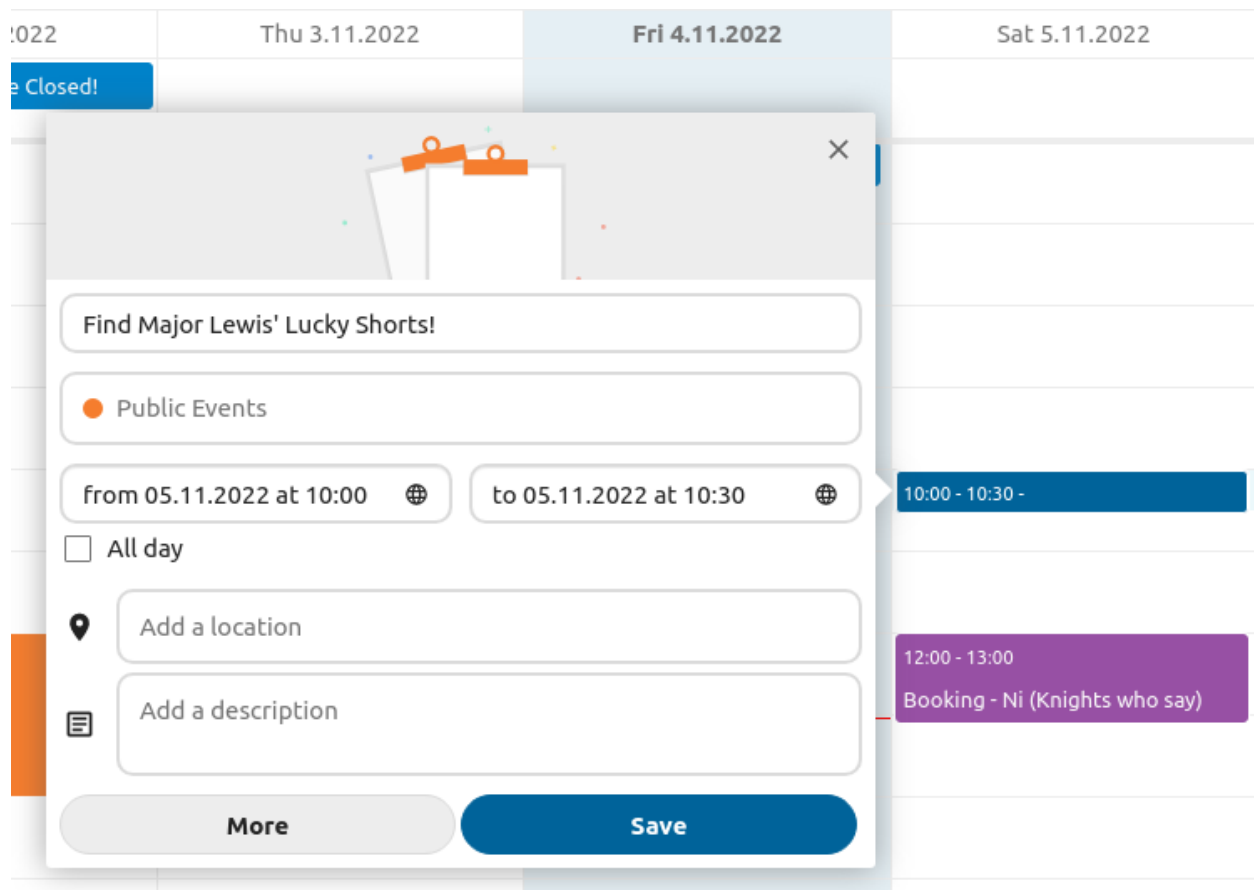 :022
Thu 3.11.2022
Fri 4.11.2022
Sat 5.11.2022
e Closed!
Find Major Lewis' Lucky Shorts!
Public Events
from 05.11.2022 at 10:00
to 05.11.2022 at 10:30
10:00 - 10:30 -
All day
Add a location
12:00 - 13:00
Booking - Ni (Knights who say)
Add a description
More
Save